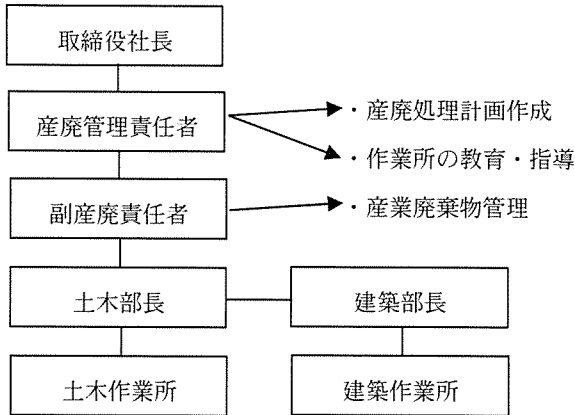 取締役社長
産廃管理責任者
・産廃処理計画作成
・作業所の教育・指導
副産廃責任者
・産業廃棄物管理
土木部長
建築部長
土木作業所
建築作業所